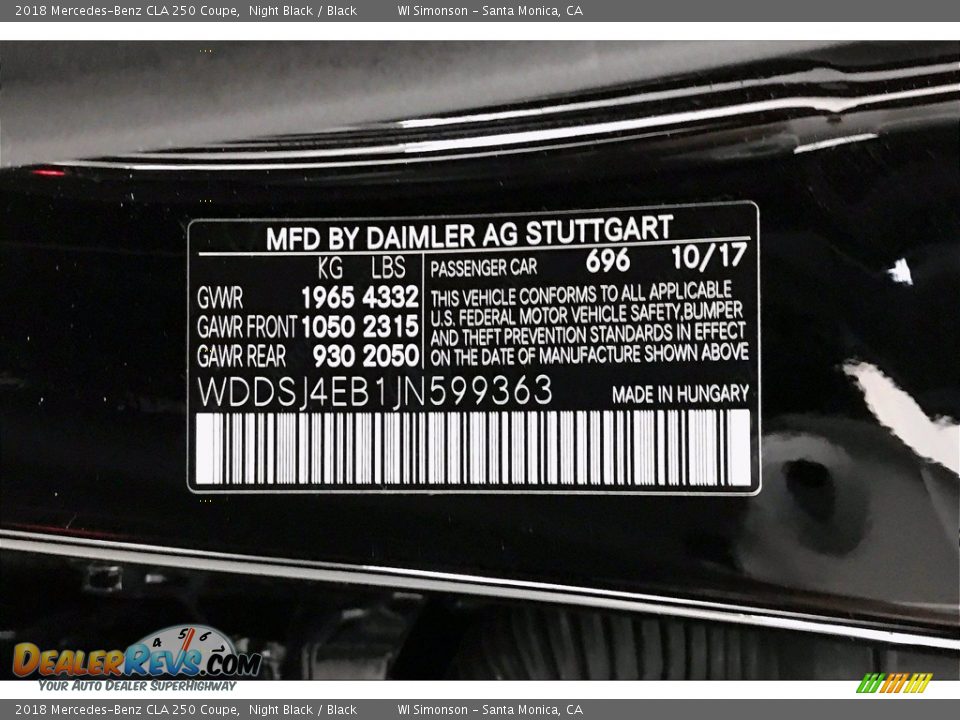 2018 Mercedes-Benz CLA 250 Coupe, Night Black / Black WI Simonson - Santa Monica, CA
MFD BY DAIMLER AG STUTTGART
KG LBS
GVWR 1965 4332
GAWR FRONT 1050 2315
GAWR REAR 930 2050
PASSENGER CAR 696 10/17
THIS VEHICLE CONFORMS TO ALL APPLICABLE
U.S. FEDERAL MOTOR VEHICLE SAFETY,BUMPER
AND THEFT PREVENTION STANDARDS IN EFFECT
ON THE DATE OF MANUFACTURE SHOWN ABOVE
WDDSJ4EB1JN599363 MADE IN HUNGARY
4 5 6
DEALERREVS.COM
YOUR AUTO DEALER SUPERHIGHWAY
2018 Mercedes-Benz CLA 250 Coupe, Night Black / Black WI Simonson - Santa Monica, CA